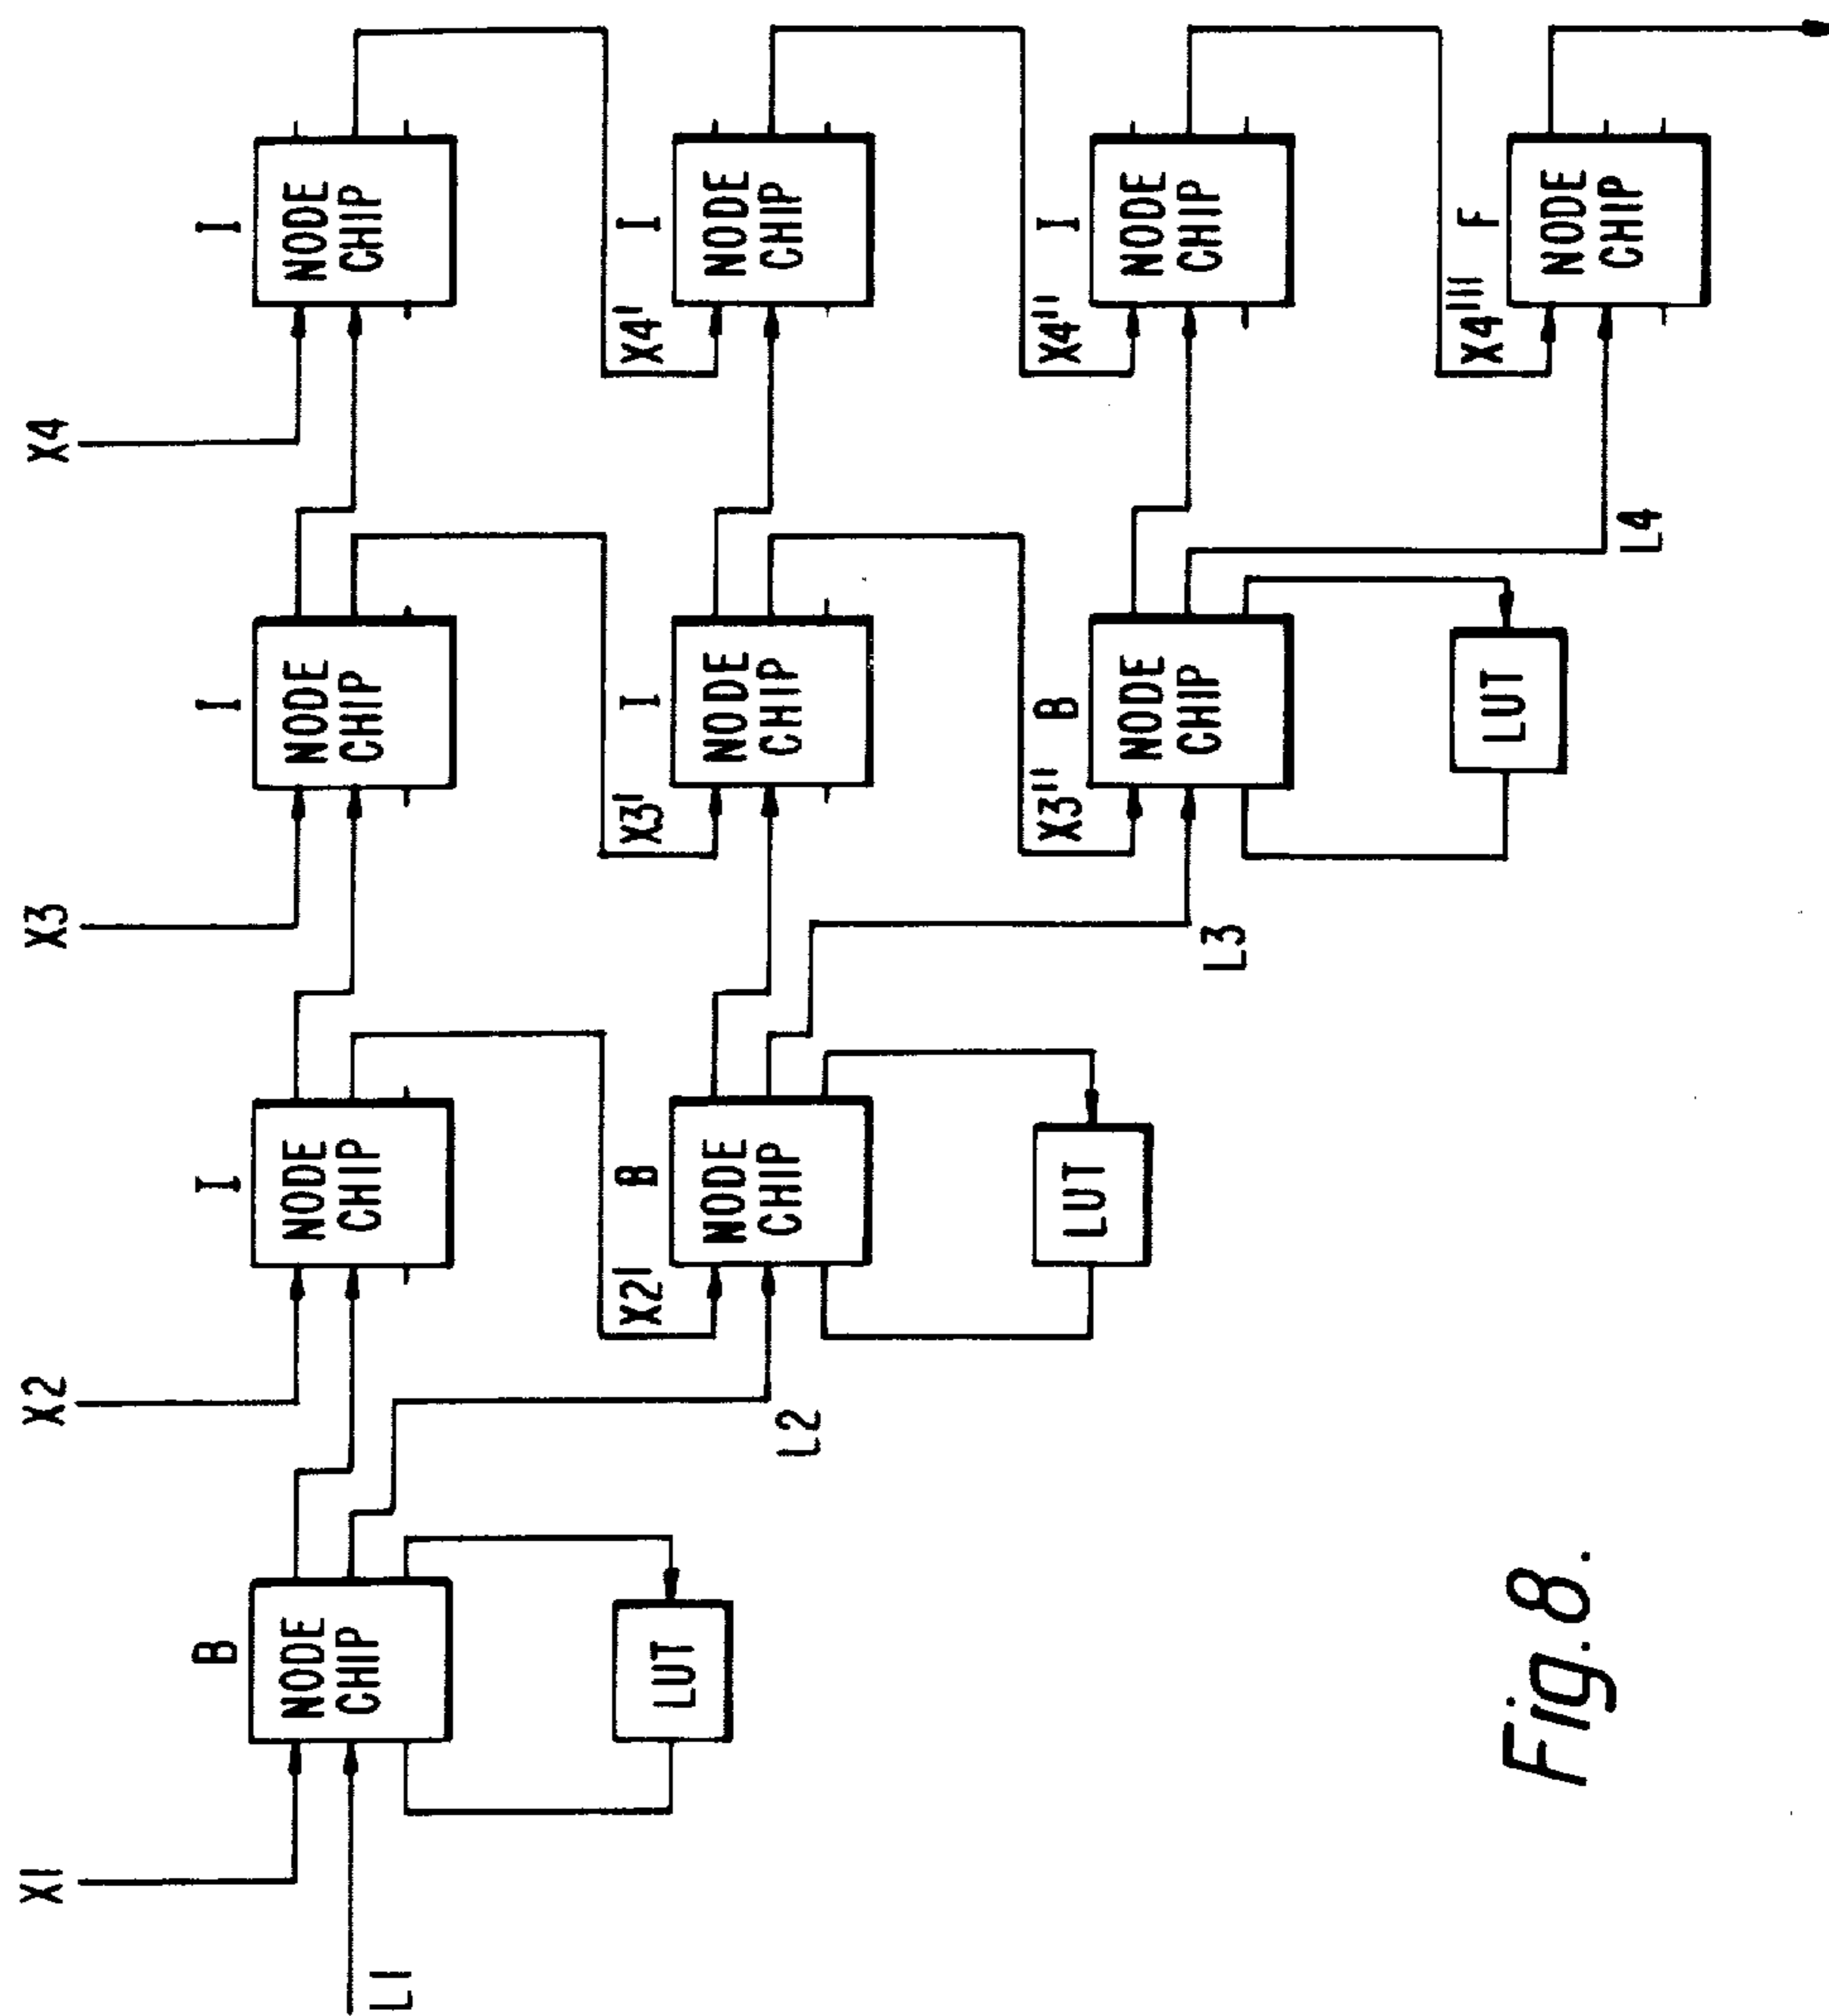 X1
X2
X3
X4
B
I
I
I
NODE
CHIP
NODE
CHIP
NODE
CHIP
NODE
CHIP
L1
LUT
X2'
B
X3'
I
X4'
I
NODE
CHIP
NODE
CHIP
NODE
CHIP
L2
LUT
X3''
B
X4''
I
NODE
CHIP
NODE
CHIP
L3
LUT
X4'''
F
NODE
CHIP
L4
Fig.8.